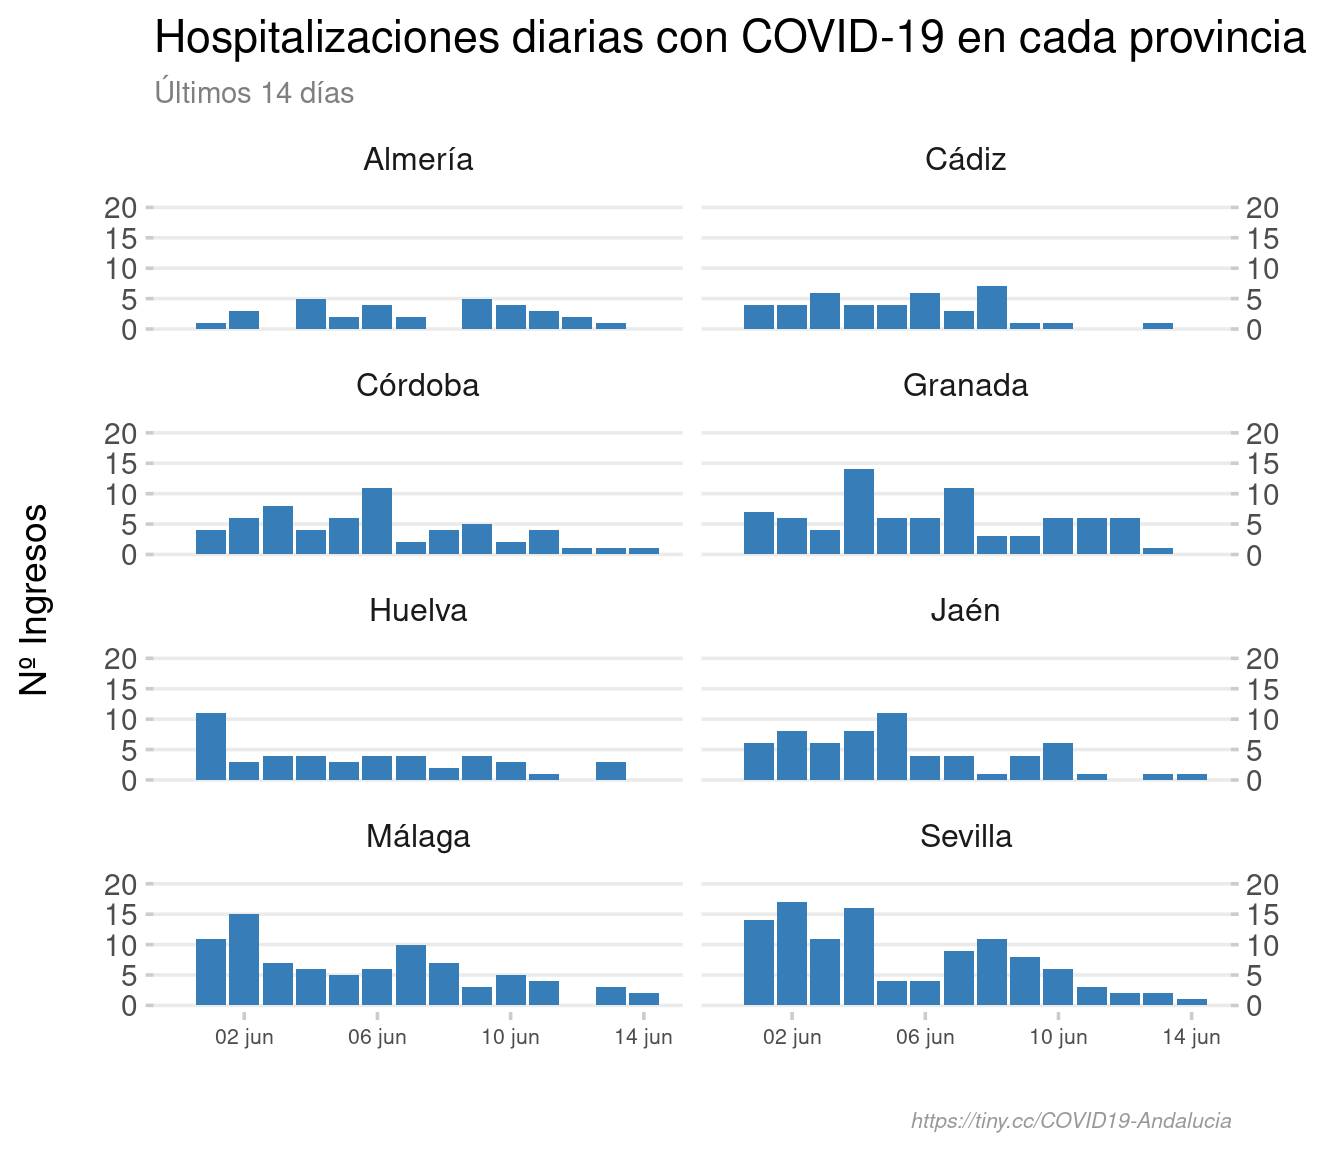 Hospitalizaciones diarias con COVID-19 en cada provincia
Últimos 14 días
Almería
Cádiz
20
15
10
5
0
20
15
10
5
0
Córdoba
Granada
20
15
10
5
0
20
15
10
5
0
Nº Ingresos
Huelva
Jaén
20
15
10
5
0
20
15
10
5
0
Málaga
Sevilla
20
15
10
5
0
20
15
10
5
0
02 jun 06 jun 10 jun 14 jun
02 jun 06 jun 10 jun 14 jun
https://tiny.cc/COVID19-Andalucia